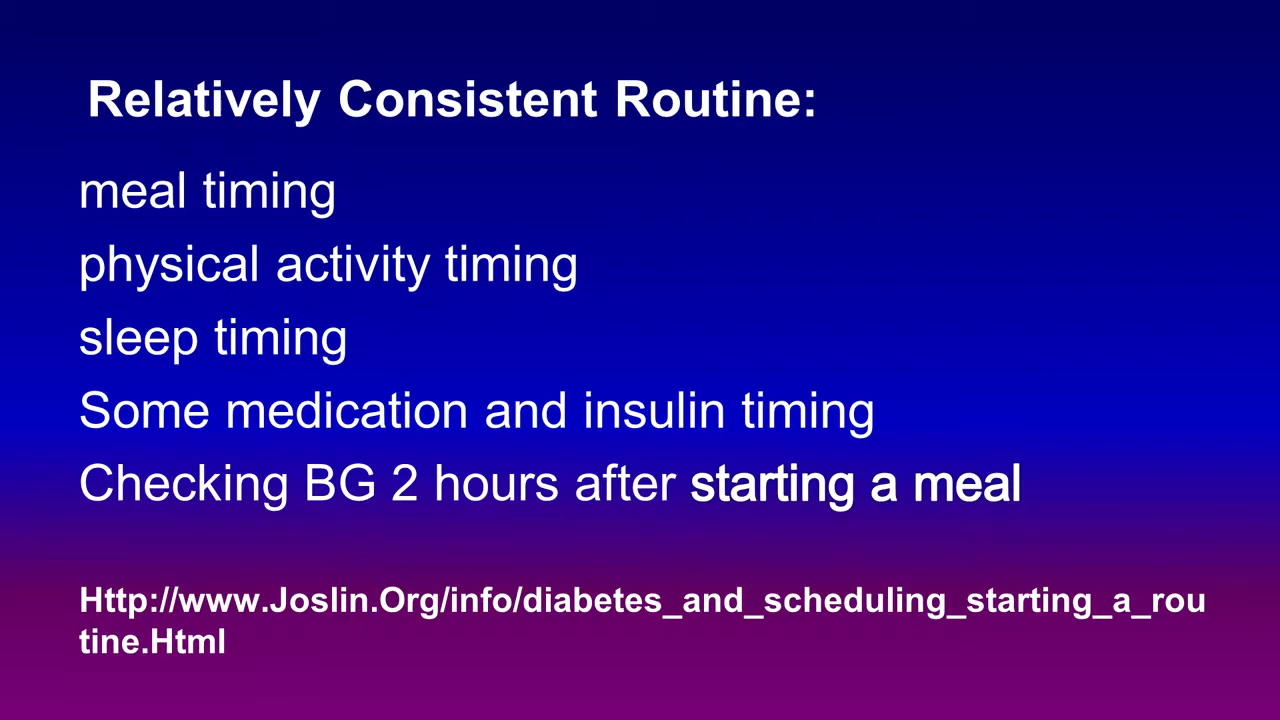 Relatively Consistent Routine:
meal timing
physical activity timing
sleep timing
Some medication and insulin timing
Checking BG 2 hours after starting a meal
Http://www.Joslin.Org/info/diabetes_and_scheduling_starting_a_rou
tine.Html